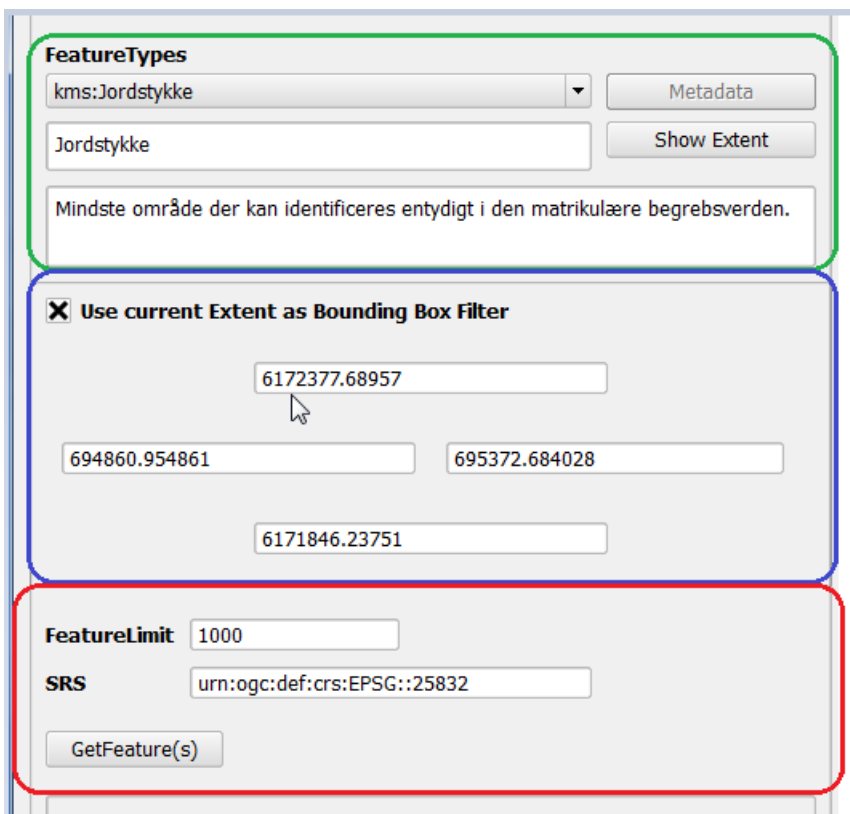 FeatureTypes
kms:Jordstykke
Metadata
Jordstykke
Show Extent
Mindste område der kan identificeres entydigt i den matrikulære begrebsverden.
Use current Extent as Bounding Box Filter
6172377.68957
694860.954861
695372.684028
6171846.23751
FeatureLimit 1000
SRS urn:ogc:def:crs:EPSG::25832
GetFeature(s)